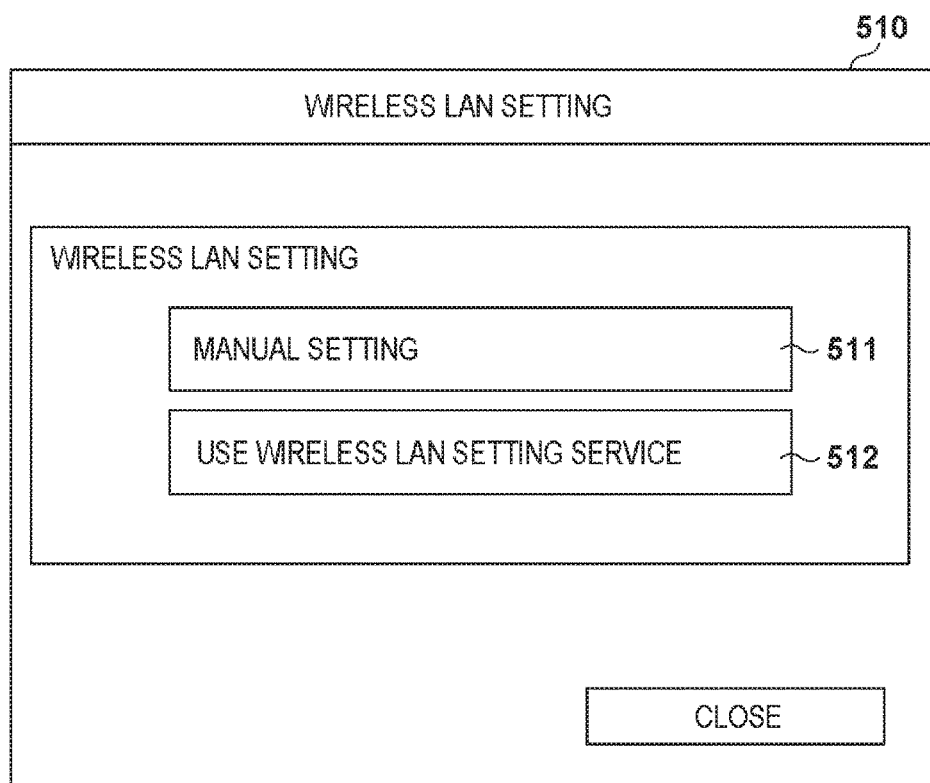 510
WIRELESS LAN SETTING
WIRELESS LAN SETTING
MANUAL SETTING
511
USE WIRELESS LAN SETTING SERVICE
512
CLOSE